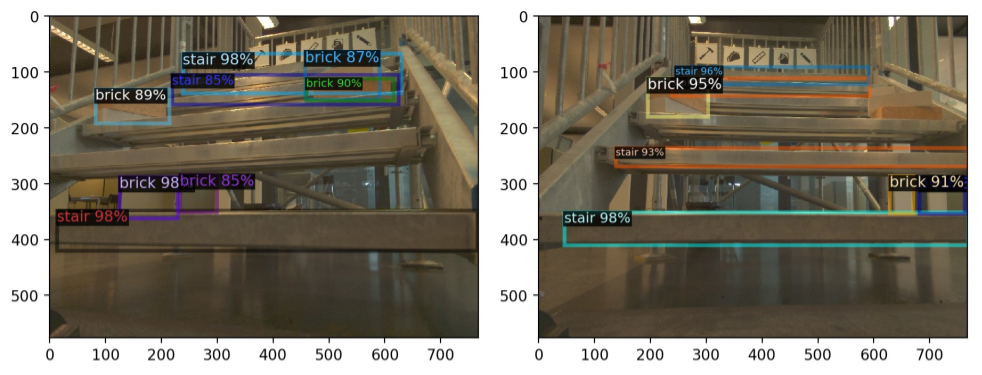 0
100
200
300
400
500
0 100 200 300 400 500 600 700
stair 98%
brick 87%
stair 85%
brick 90%
brick 89%
brick 98
brick 85%
stair 98%
0
100
200
300
400
500
0 100 200 300 400 500 600 700
stair 96%
brick 95%
stair 93%
brick 91%
stair 98%